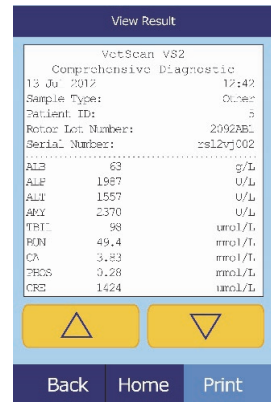 View Result
VetScan VS2
Comprehensive Diagnostic
13 Jul 2012 12:42
Sample Type: Other
Patient ID: 5
Rotor Lot Number: 2092AB1
Serial Number:
ALB 63 g/L
ALP 1987 U/L
ALT 1557 U/L
AMY 2370 U/L
TBIL 98 umol/L
BUN 49.4 mmol/L
CA 3.83 mmol/L
PHOS 0.28 mmol/L
CRE 1424 umol/L
Back Home Print